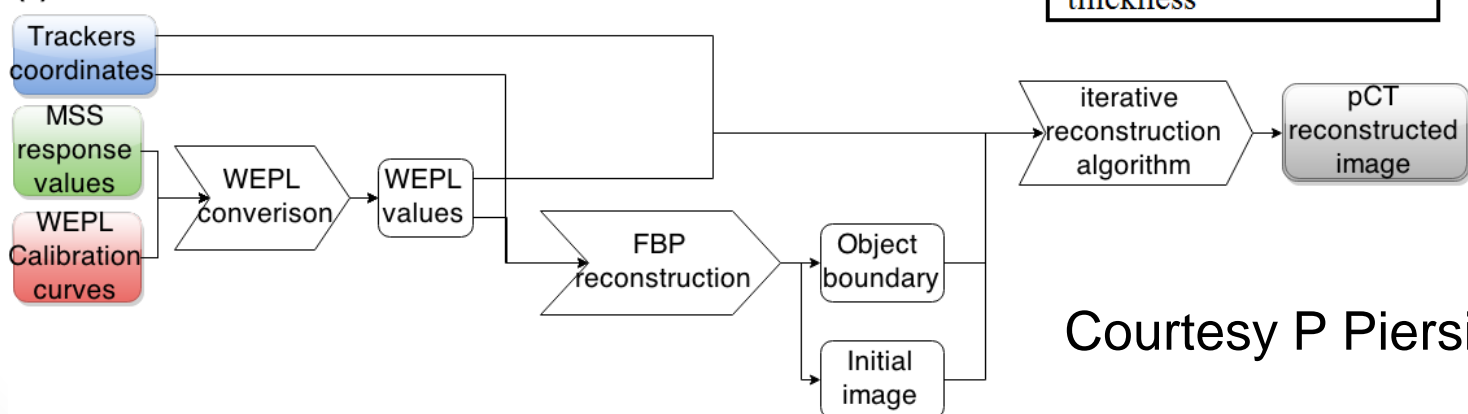 thickness
Trackers
coordinates
MSS
response
values
WEPL
Calibration
curves
WEPL
converison
WEPL
values
FBP
reconstruction
Object
boundary
Initial
image
iterative
reconstruction
algorithm
pCT
reconstructed
image
Courtesy P Piersi